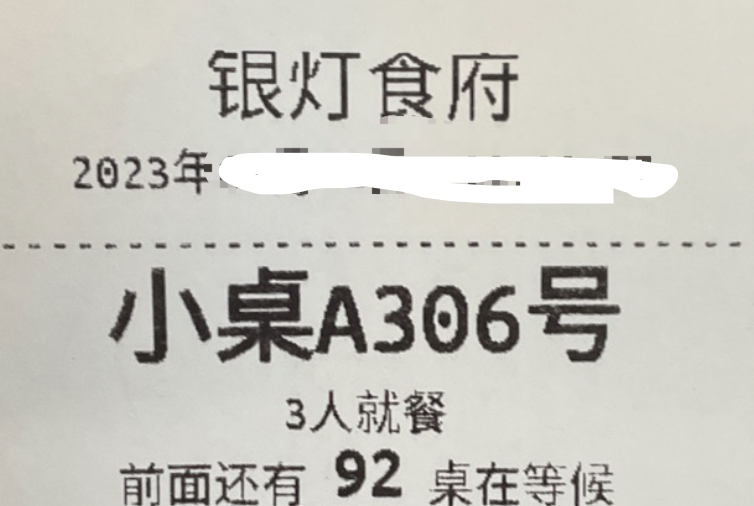 银灯食府
2023年
小桌A306号
3人就餐
前面还有 92 桌在等候